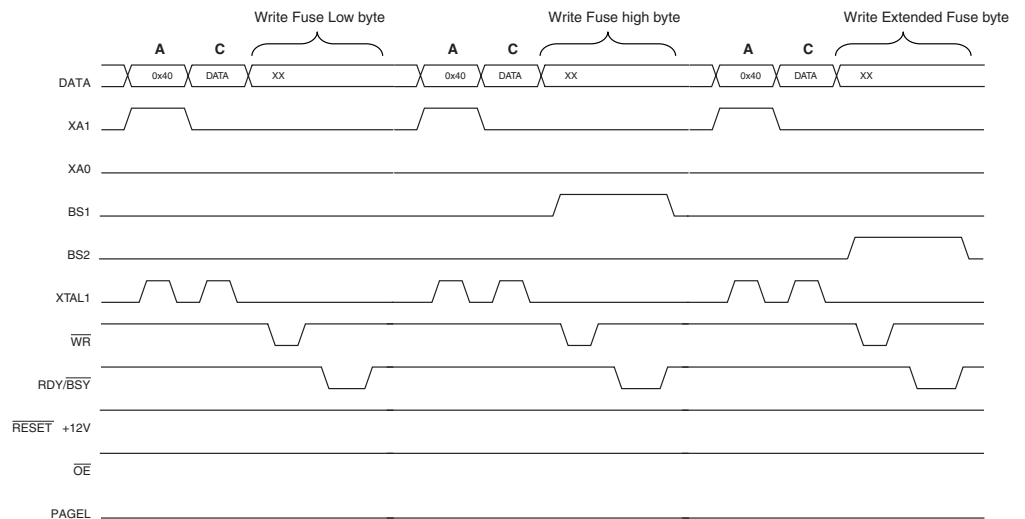 Write Fuse Low byte Write Fuse high byte Write Extended Fuse byte
A C A C A C
DATA 0x40 DATA XX 0x40 DATA XX 0x40 DATA XX
XA1
XA0
BS1
BS2
XTAL1
WR
RDY/BSY
RESET +12V
OE
PAGEL